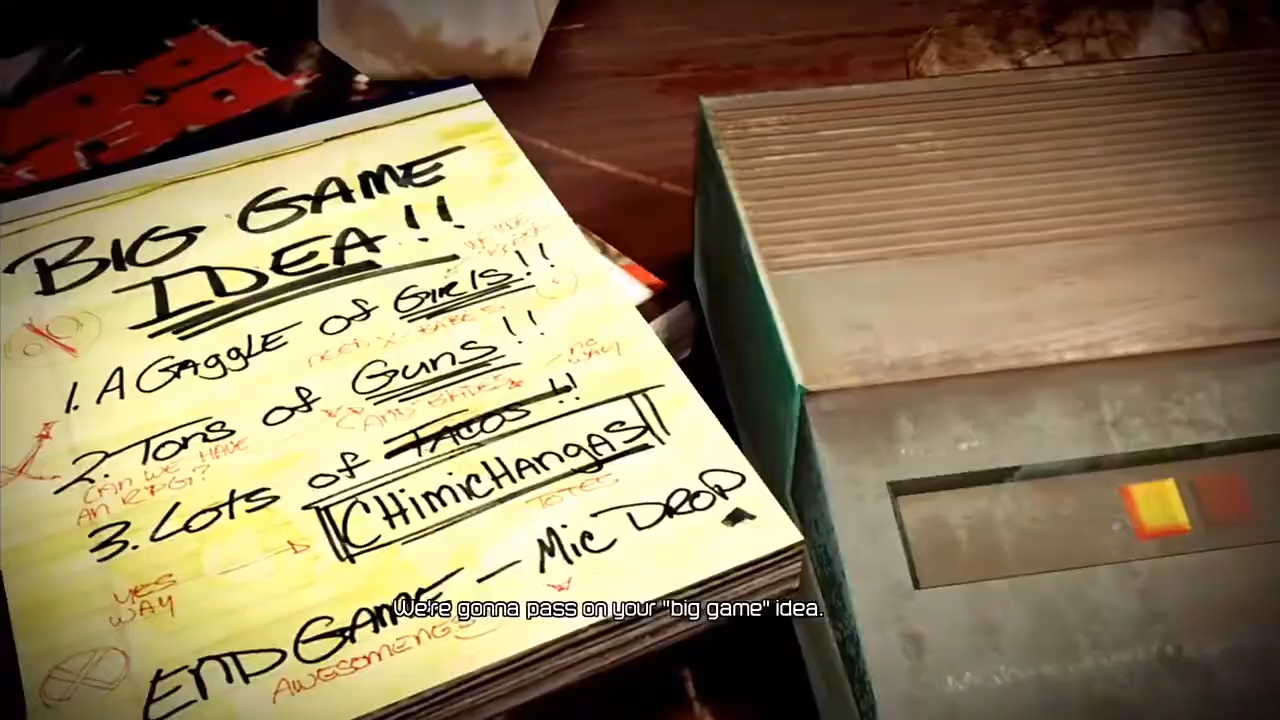 BIG GAME
IDEA!!
1. A GAGGLE of GIRLS!!
2. Tons of Guns!!
CAN WE HAVE
AN RPG?
no
WAY
3. Lots of TACOS!!
CHIMICHANGAS
TOTES
YES
WAY
END GAME – MIC DROP
AWESOMENESS
We're gonna pass on your "big game" idea.